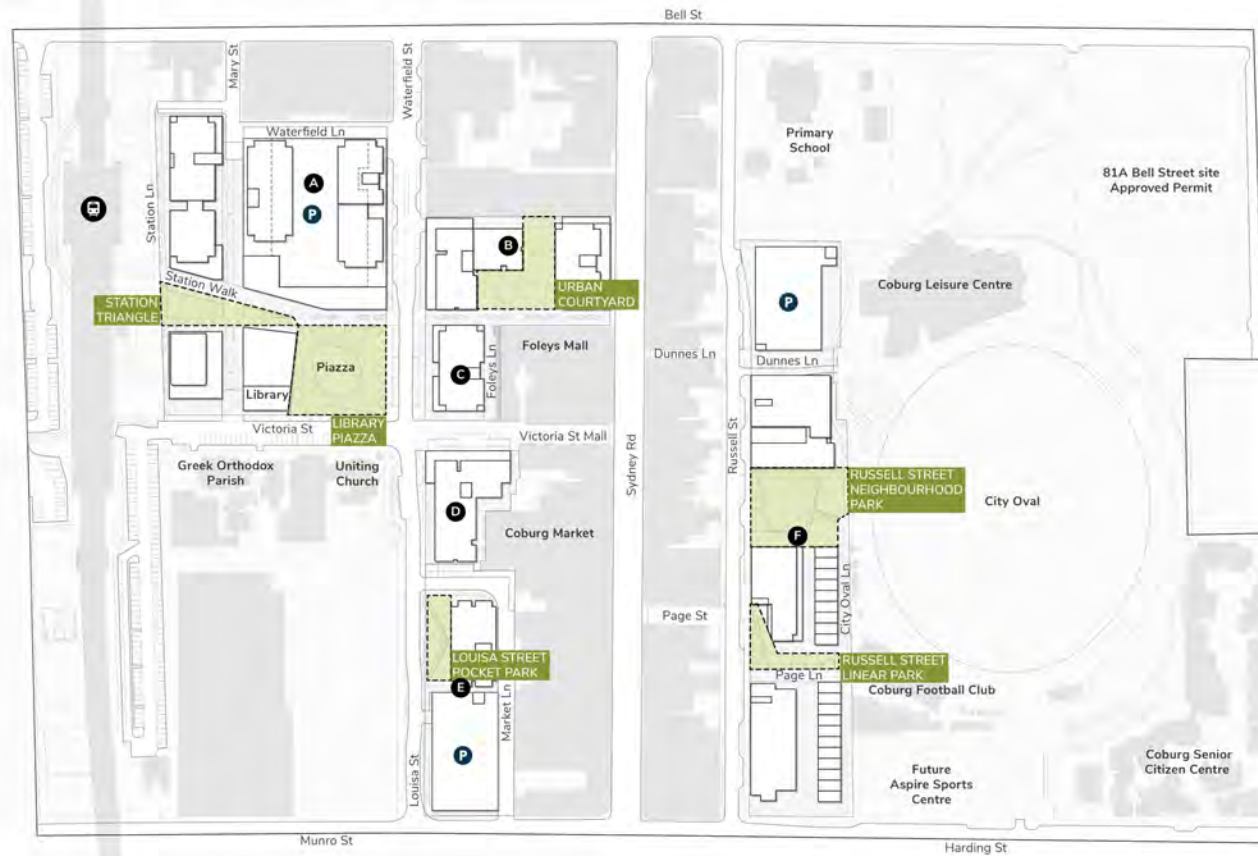 Bell St
Mary St
Waterfield St
Waterfield Ln
Primary
School
81A Bell Street site
Approved Permit
A
P
Station Ln
B
Station Walk
STATION
TRIANGLE
URBAN
COURTYARD
P
Coburg Leisure Centre
Foleys Mall
Foleys Ln
Dunnes Ln
Dunnes Ln
Piazza
C
Library
LIBRARY
PIAZZA
Victoria St
Victoria St Mall
Sydney Rd
Russell St
Greek Orthodox
Parish
Uniting
Church
RUSSELL STREET
NEIGHBOURHOOD
PARK
City Oval
D
Coburg Market
F
City Oval Ln
Page St
LOUISA STREET
POCKET PARK
RUSSELL STREET
LINEAR PARK
Page Ln
E
Coburg Football Club
Market Ln
Louisa St
P
Coburg Senior
Citizen Centre
Future
Aspire Sports
Centre
Munro St
Harding St